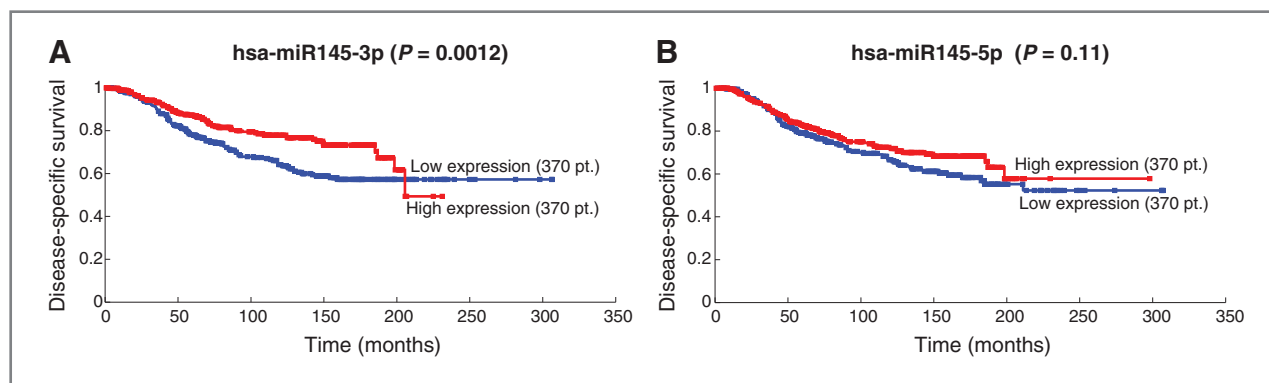 A
hsa-miR145-3p (P = 0.0012)
Disease-specific survival
1
0.8
0.6
0.4
0.2
0
Low expression (370 pt.)
High expression (370 pt.)
0 50 100 150 200 250 300 350
Time (months)
B
hsa-miR145-5p (P = 0.11)
Disease-specific survival
1
0.8
0.6
0.4
0.2
0
High expression (370 pt.)
Low expression (370 pt.)
0 50 100 150 200 250 300 350
Time (months)